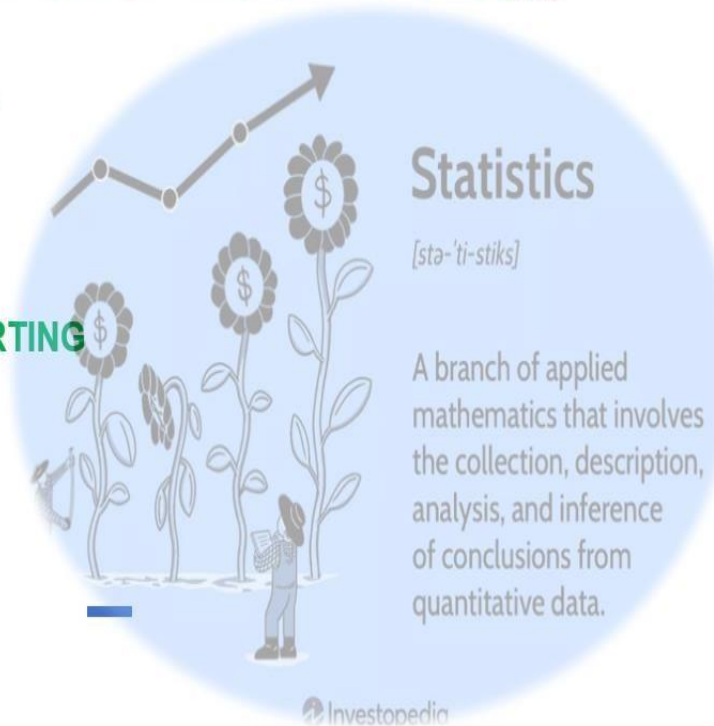 Statistics
[stə-ˈti-stiks]
RTING
$
$
$
A branch of applied
mathematics that involves
the collection, description,
analysis, and inference
of conclusions from
quantitative data.
Investopedia